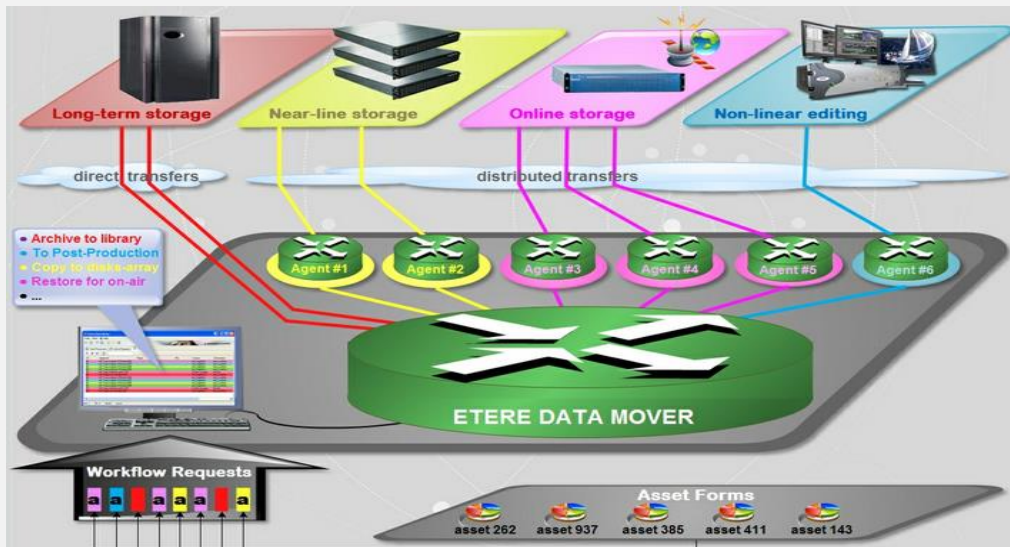 Long-term storage
Near-line storage
Online storage
Non-linear editing
direct transfers
distributed transfers
Archive to library
To Post-Production
Copy to disks-array
Restore for on-air
...
Agent #1
Agent #2
Agent #3
Agent #4
Agent #5
Agent #6
ETERE DATA MOVER
Workflow Requests
a a a a a a
Asset Forms
asset 262 asset 937 asset 385 asset 411 asset 143